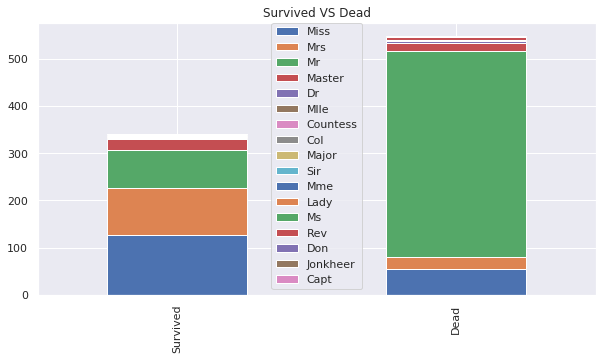 Survived VS Dead
500
400
300
200
100
0
Miss
Mrs
Mr
Master
Dr
Mlle
Countess
Col
Major
Sir
Mme
Lady
Ms
Rev
Don
Jonkheer
Capt
Survived
Dead